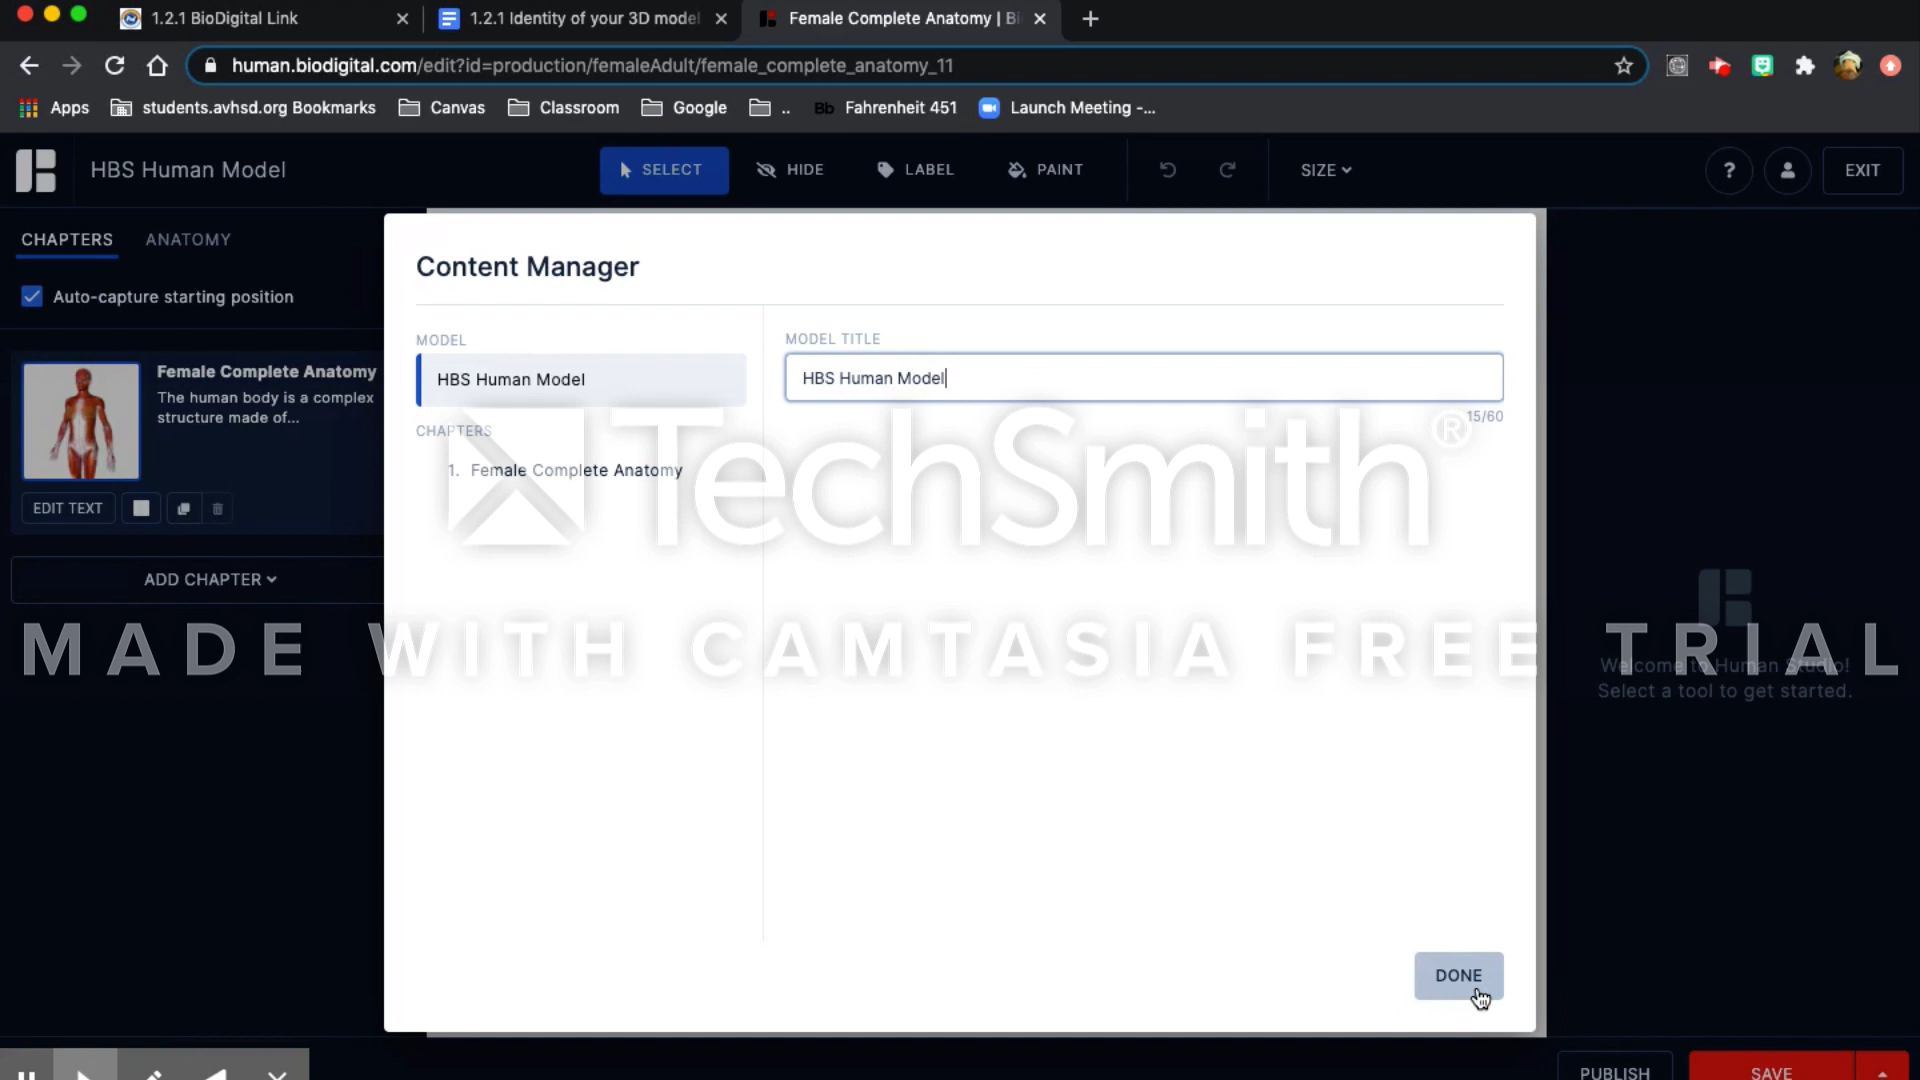 1.2.1 BioDigital Link
1.2.1 Identity of your 3D model
Female Complete Anatomy | Bi
human.biodigital.com/edit?id=production/femaleAdult/female_complete_anatomy_11
Apps
students.avhsd.org Bookmarks
Canvas
Classroom
Google
..
Bb
Fahrenheit 451
Launch Meeting -...
HBS Human Model
SELECT
HIDE
LABEL
PAINT
SIZE
?
EXIT
CHAPTERS
ANATOMY
Auto-capture starting position
Female Complete Anatomy
The human body is a complex
structure made of...
EDIT TEXT
ADD CHAPTER
Content Manager
MODEL
HBS Human Model
CHAPTERS
1. Female Complete Anatomy
MODEL TITLE
HBS Human Model
15/60
TechSmith®
MADE WITH CAMTASIA FREE TRIAL
Welcome to Human Studio!
Select a tool to get started.
DONE
PUBLISH
SAVE